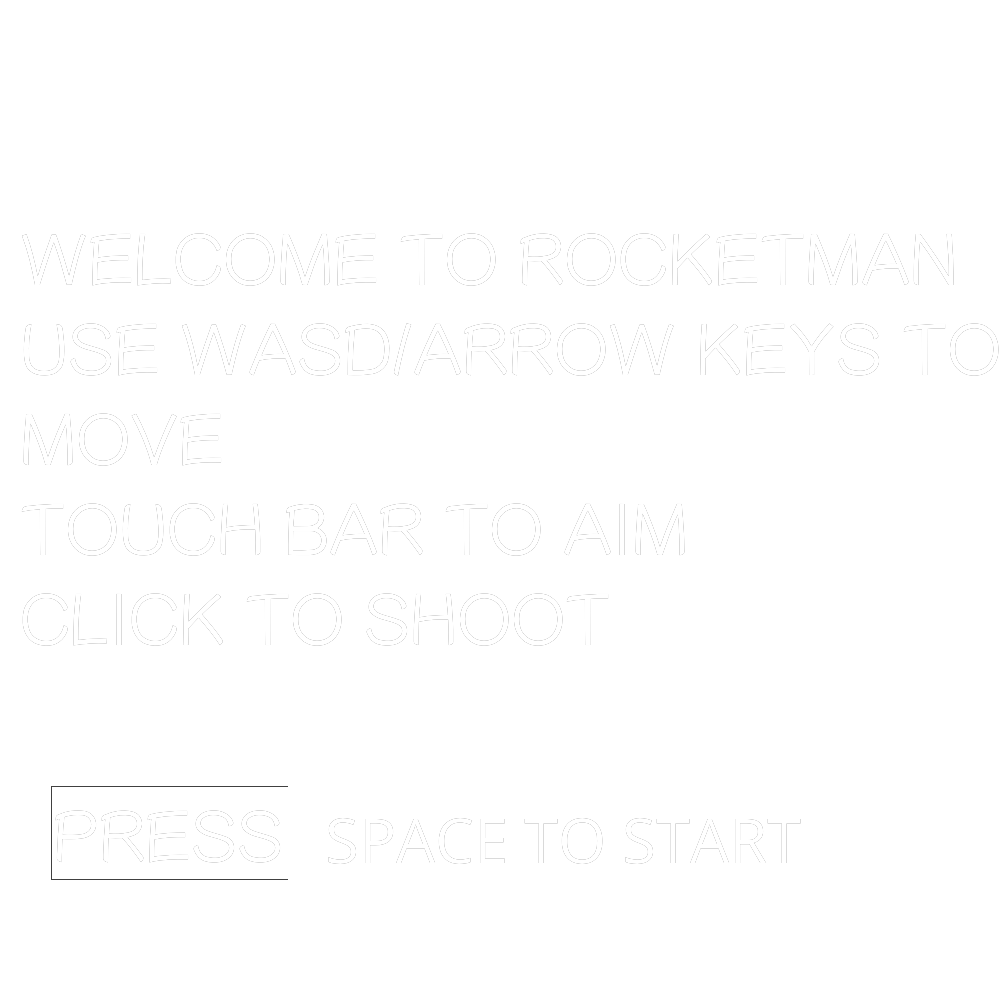 WELCOME TO ROCKETMAN
USE WASD/ARROW KEYS TO
MOVE
TOUCH BAR TO AIM
CLICK TO SHOOT
PRESS SPACE TO START